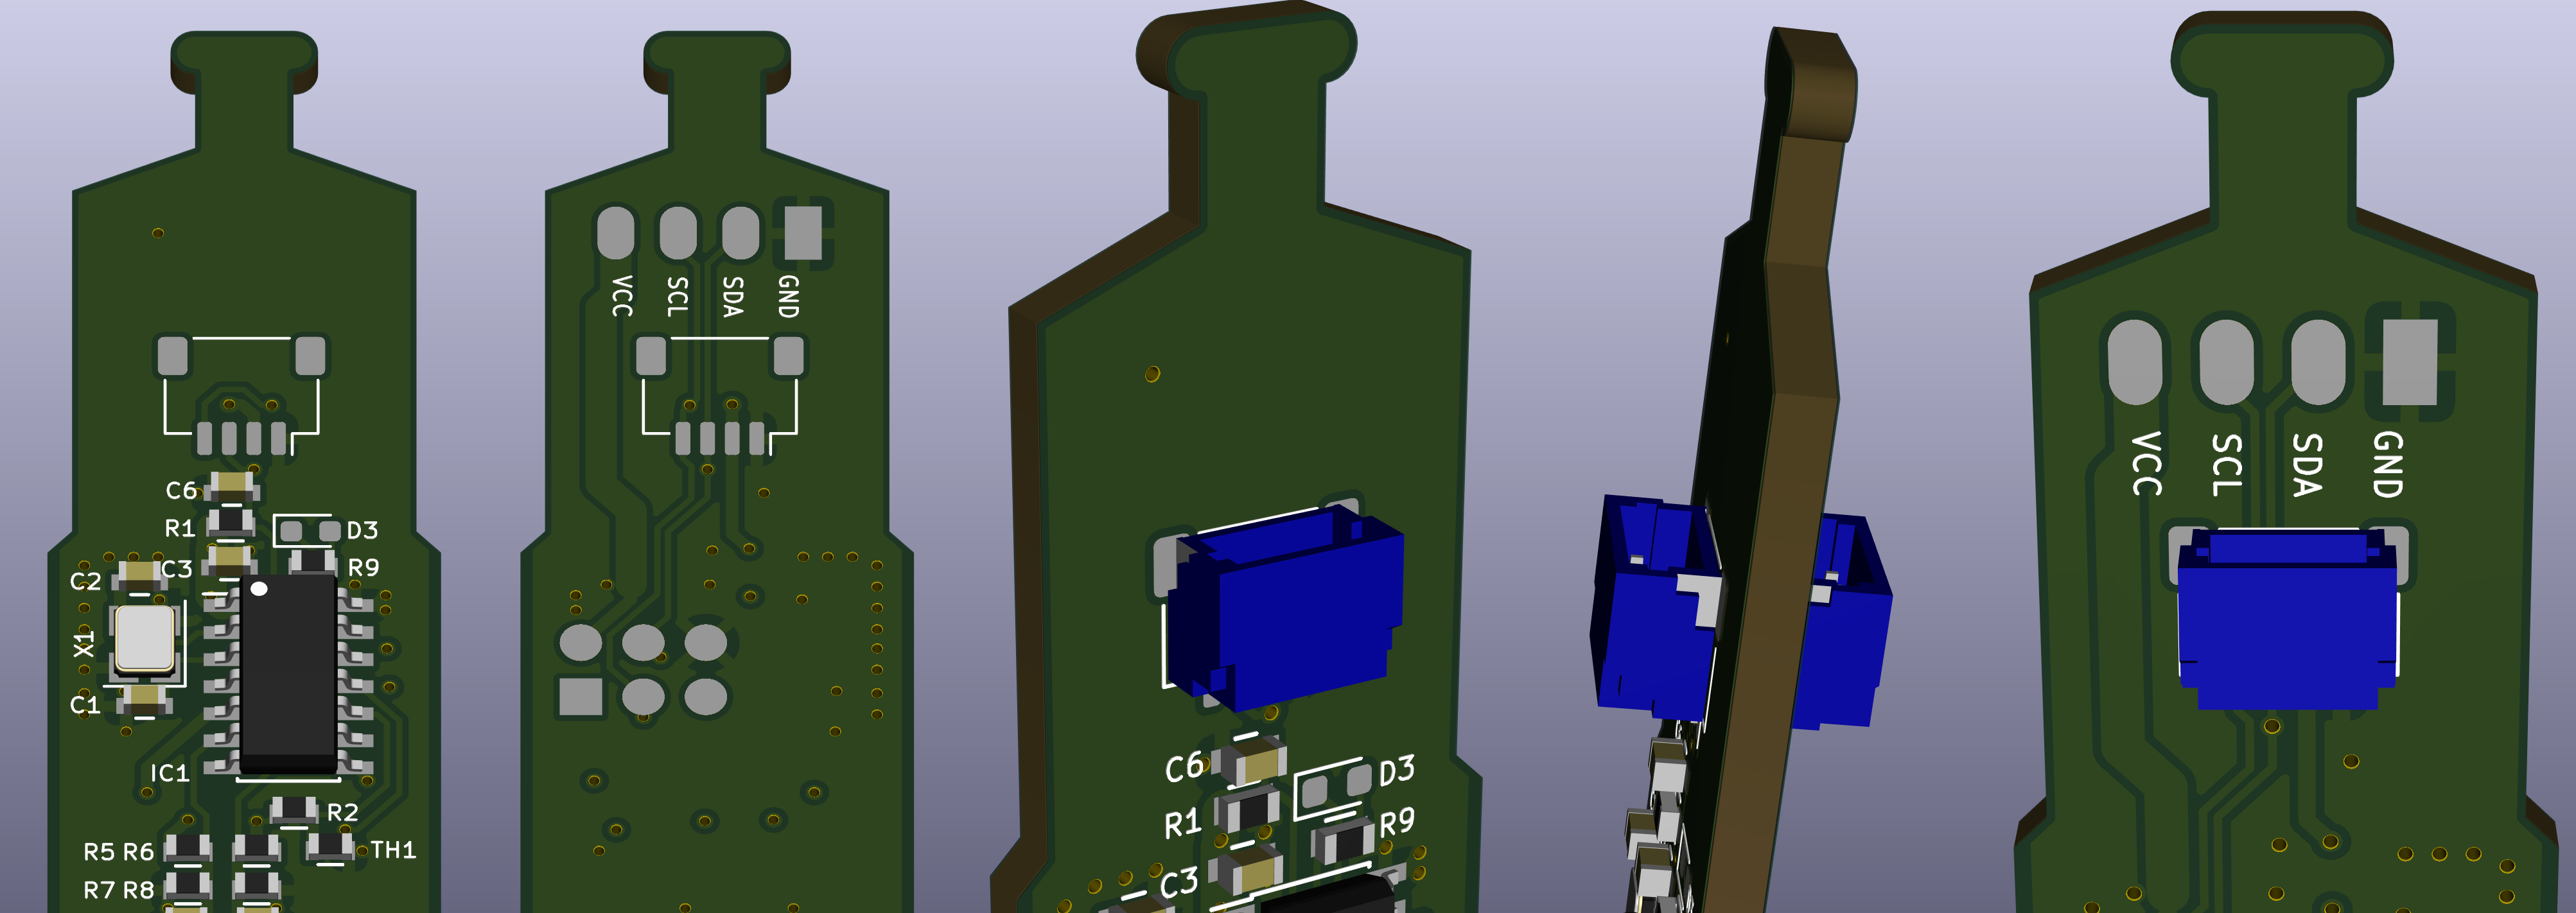 C6
R1
D3
C3
R9
C2
X1
C1
IC1
R2
R5 R6
TH1
R7 R8
VCC SCL SDA GND
C6
D3
R1
R9
C3
VCC SCL SDA GND